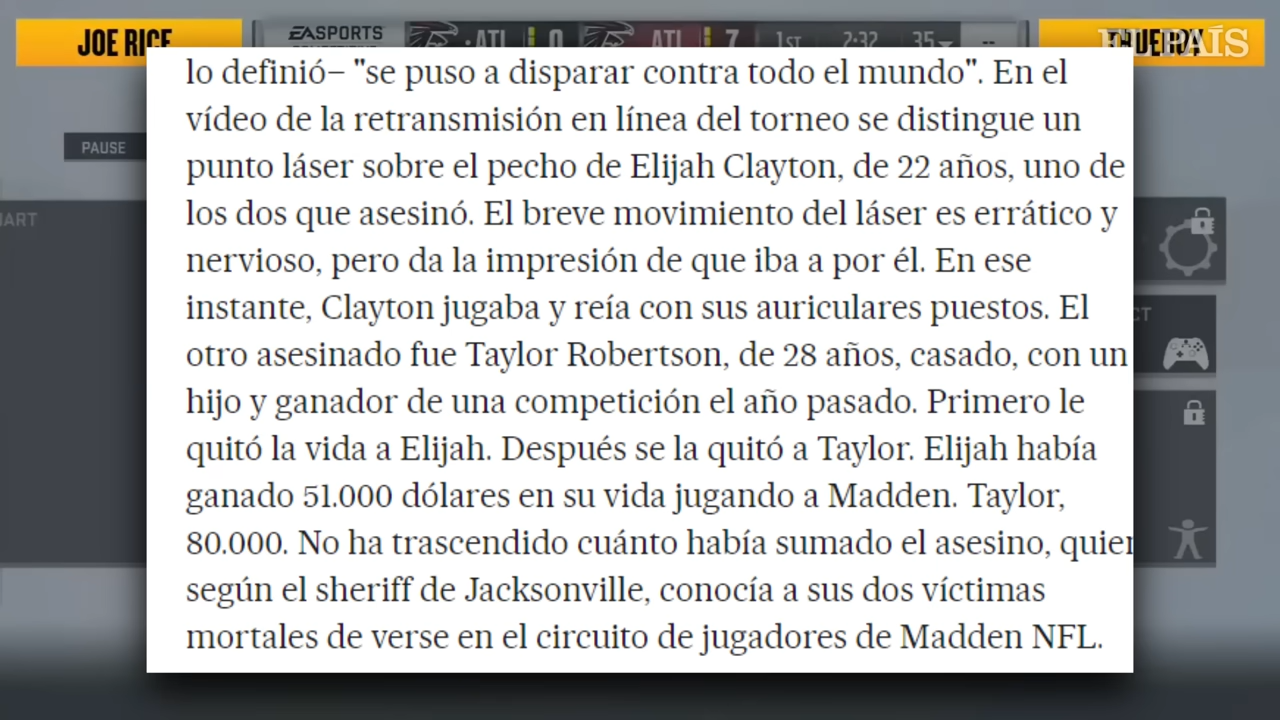 JOE RICE
EA SPORTS
ATL
0
ATL
7
1ST
2:32
35
EL PAÍS
PAUSE
lo definió– "se puso a disparar contra todo el mundo". En el
vídeo de la retransmisión en línea del torneo se distingue un
punto láser sobre el pecho de Elijah Clayton, de 22 años, uno de
los dos que asesinó. El breve movimiento del láser es errático y
nervioso, pero da la impresión de que iba a por él. En ese
instante, Clayton jugaba y reía con sus auriculares puestos. El
otro asesinado fue Taylor Robertson, de 28 años, casado, con un
hijo y ganador de una competición el año pasado. Primero le
quitó la vida a Elijah. Después se la quitó a Taylor. Elijah había
ganado 51.000 dólares en su vida jugando a Madden. Taylor,
80.000. No ha trascendido cuánto había sumado el asesino, quien
según el sheriff de Jacksonville, conocía a sus dos víctimas
mortales de verse en el circuito de jugadores de Madden NFL.